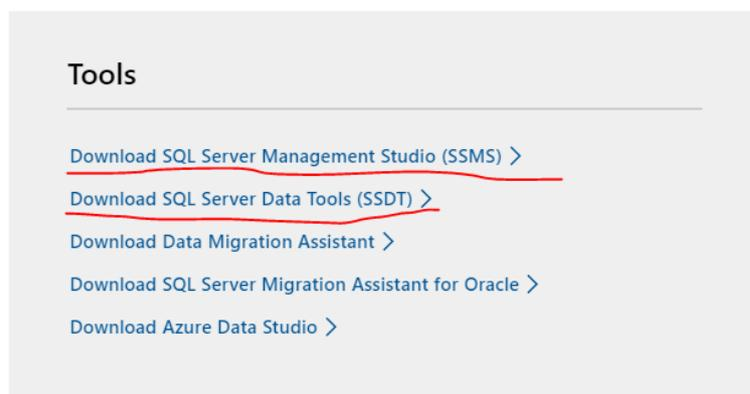 Tools
Download SQL Server Management Studio (SSMS)
Download SQL Server Data Tools (SSDT)
Download Data Migration Assistant
Download SQL Server Migration Assistant for Oracle
Download Azure Data Studio